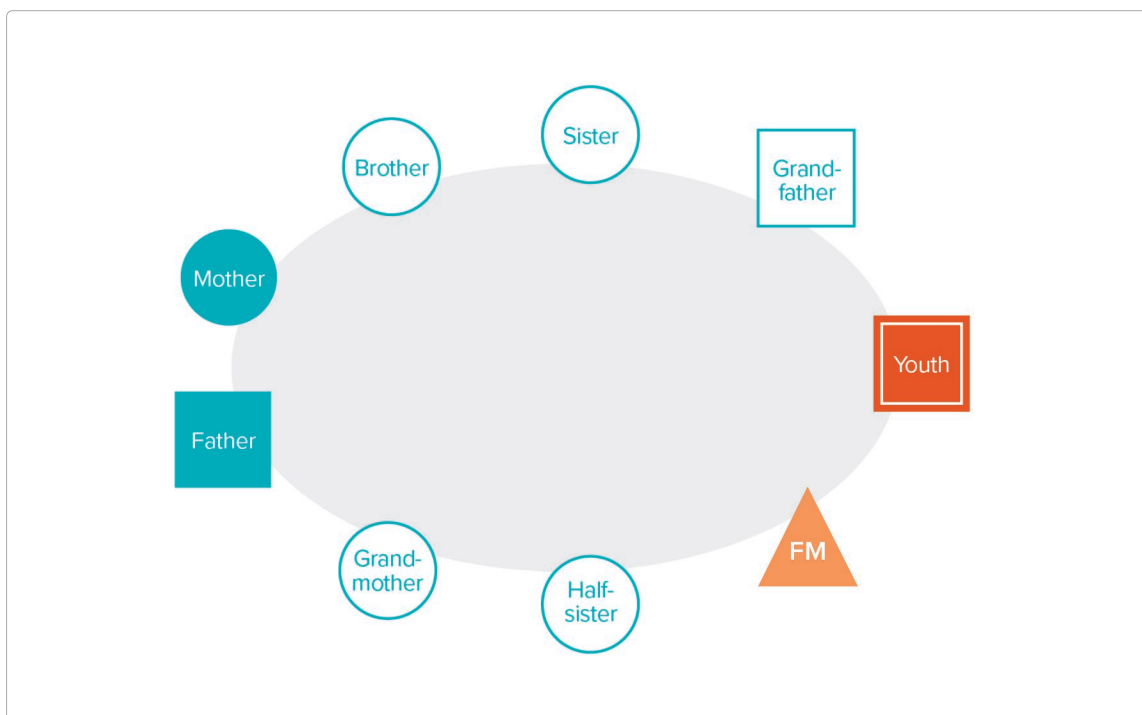 Sister
Brother
Grand-
father
Mother
Youth
Father
FM
Grand-
mother
Half-
sister